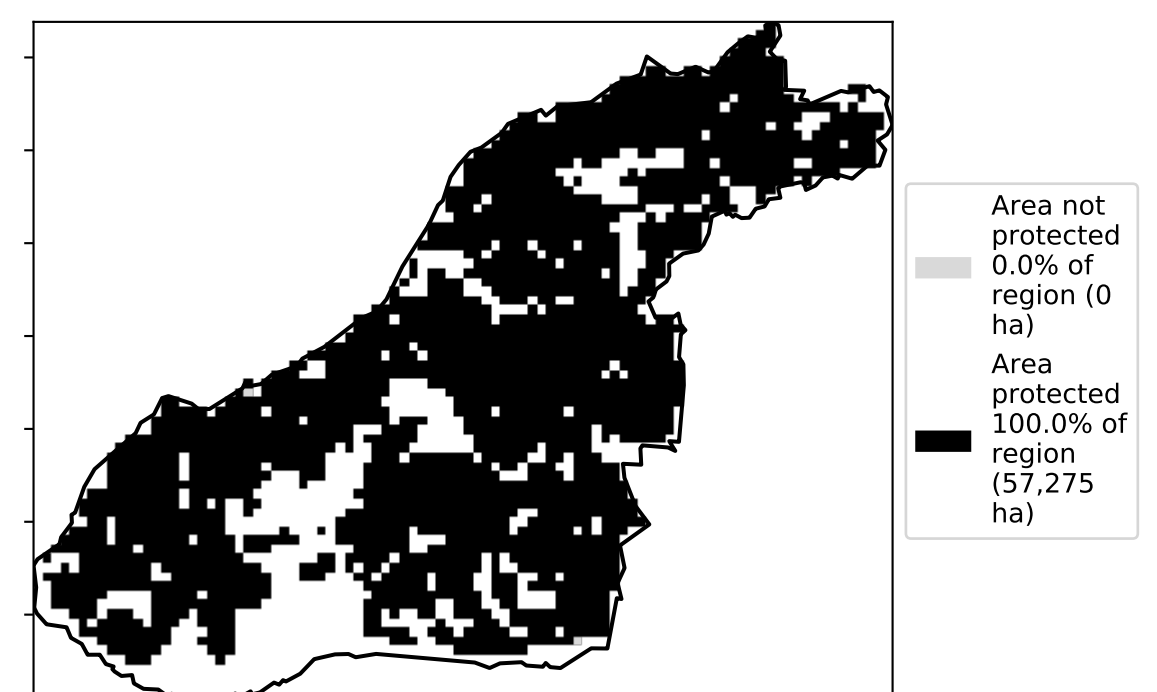 Area not
protected
0.0% of
region (0
ha)
Area
protected
100.0% of
region
(57,275
ha)